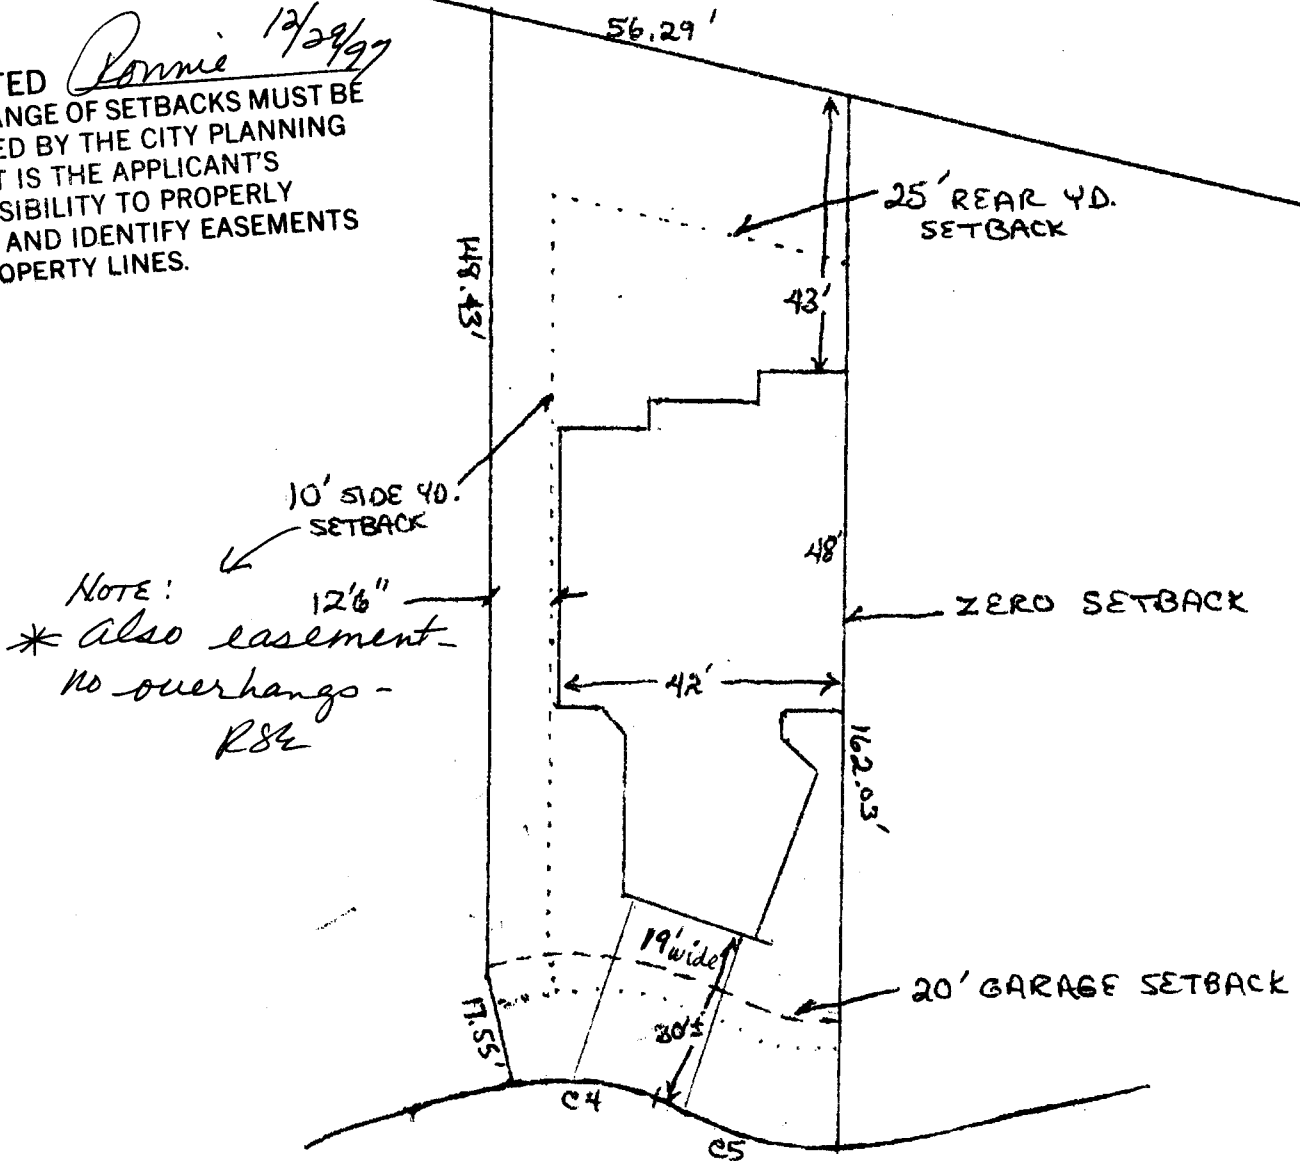 TED Ronnie 12/29/97
ANGE OF SETBACKS MUST BE
ED BY THE CITY PLANNING
T IS THE APPLICANT'S
SIBILITY TO PROPERLY
AND IDENTIFY EASEMENTS
OPERTY LINES.
56.29'
25' REAR YD.
SETBACK
148.43'
43'
10' SIDE YD.
SETBACK
48'
NOTE:
12'6"
* Also easement-
no overhangs -
ZERO SETBACK
42'
162.03'
19' wide
20' GARAGE SETBACK
17.55'
30'±
C4
C5